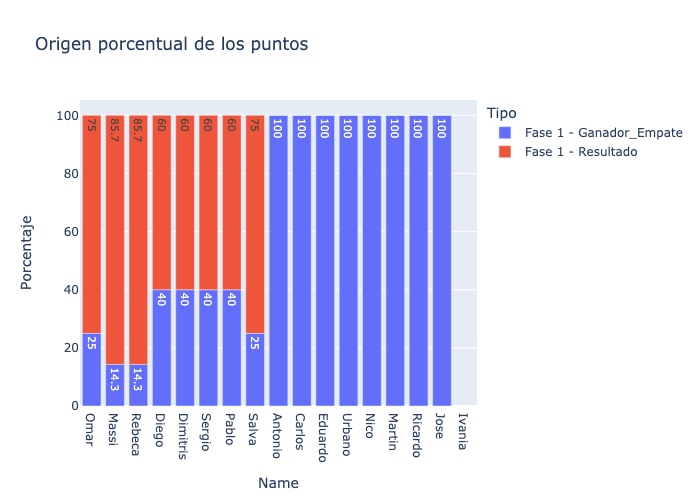 Origen porcentual de los puntos
Tipo
Fase 1 - Ganador_Empate
Fase 1 - Resultado
Porcentaje
100
80
60
40
20
0
75
85.7
85.7
60
60
60
60
75
100
100
100
100
100
100
100
100
25
14.3
14.3
40
40
40
40
25
Omar
Massi
Rebeca
Diego
Dimitris
Sergio
Pablo
Salva
Antonio
Carlos
Eduardo
Urbano
Nico
Martin
Ricardo
Jose
Ivania
Name